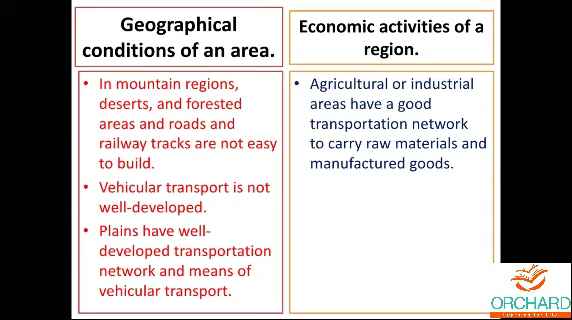 Geographical
conditions of an area.
• In mountain regions,
deserts, and forested
areas and roads and
railway tracks are not easy
to build.
• Vehicular transport is not
well-developed.
• Plains have well-
developed transportation
network and means of
vehicular transport.
Economic activities of a
region.
• Agricultural or industrial
areas have a good
transportation network
to carry raw materials and
manufactured goods.
ORCHARD
Learning for Life